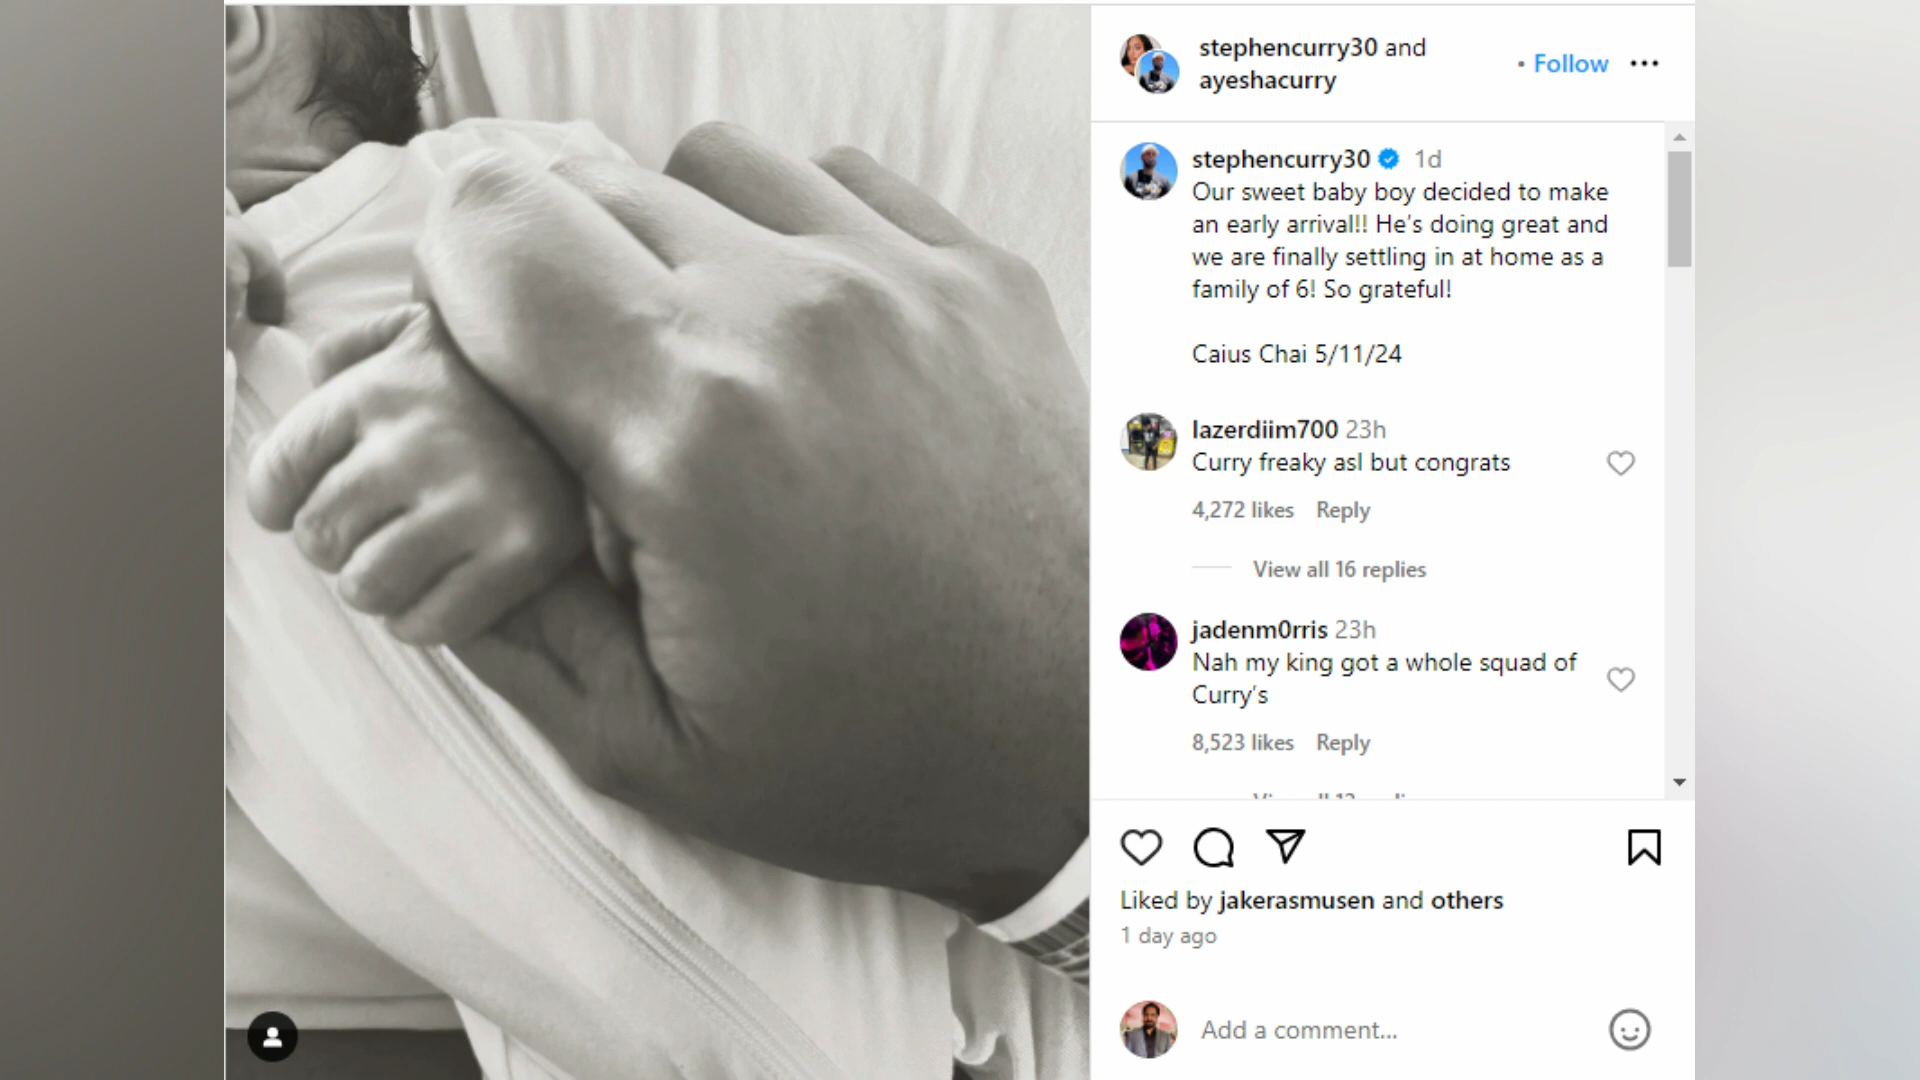 stephencurry30 and
ayeshacurry
• Follow
stephencurry30 1d
Our sweet baby boy decided to make
an early arrival!! He's doing great and
we are finally settling in at home as a
family of 6! So grateful!
Caius Chai 5/11/24
lazerdiim700 23h
Curry freaky asl but congrats
4,272 likes Reply
View all 16 replies
jadenm0rris 23h
Nah my king got a whole squad of
Curry's
8,523 likes Reply
Liked by jakerasmusen and others
1 day ago
Add a comment...